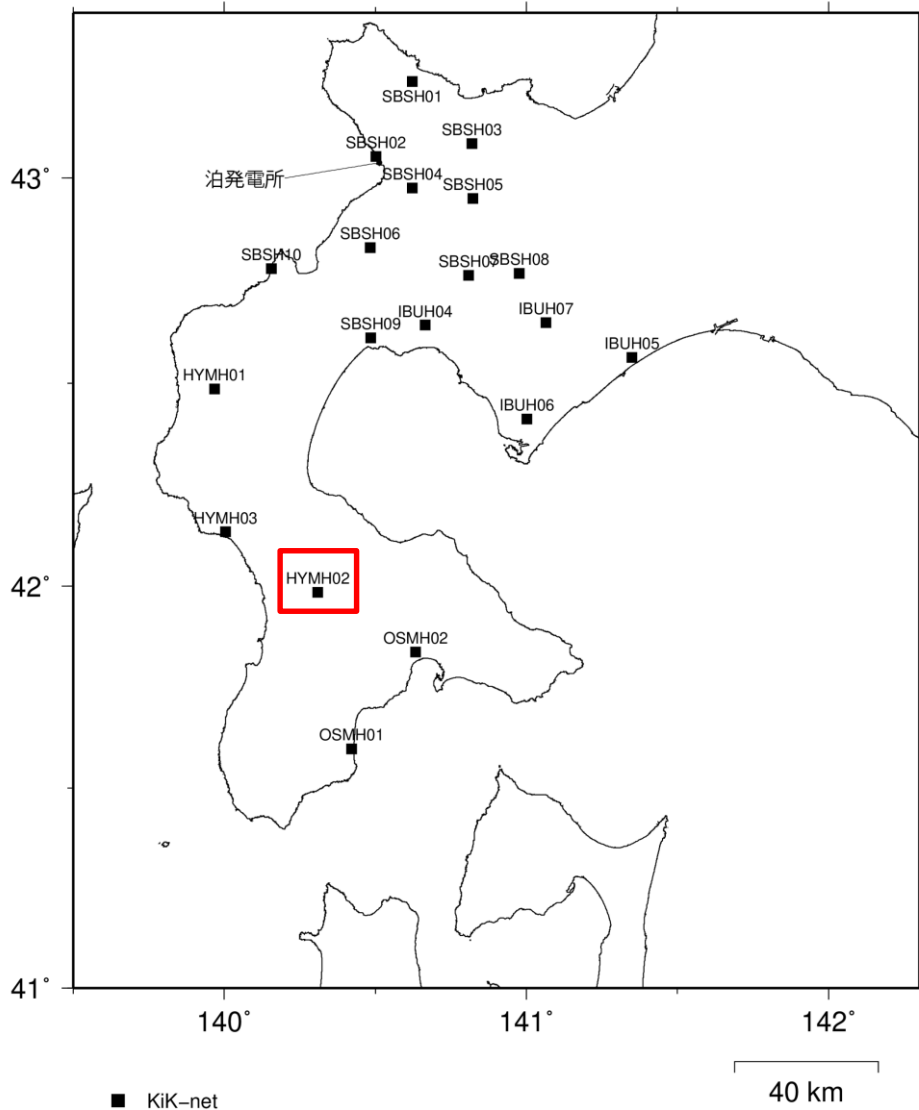 SBSH01
SBSH03
SBSH02
43°
泊発電所
SBSH04
SBSH05
SBSH06
SBSH10
SBSH07
SBSH08
IBUH04
IBUH07
SBSH09
IBUH05
HYMH01
IBUH06
HYMH03
42°
HYMH02
OSMH02
OSMH01
41°
140°
141°
142°
KiK-net
40 km